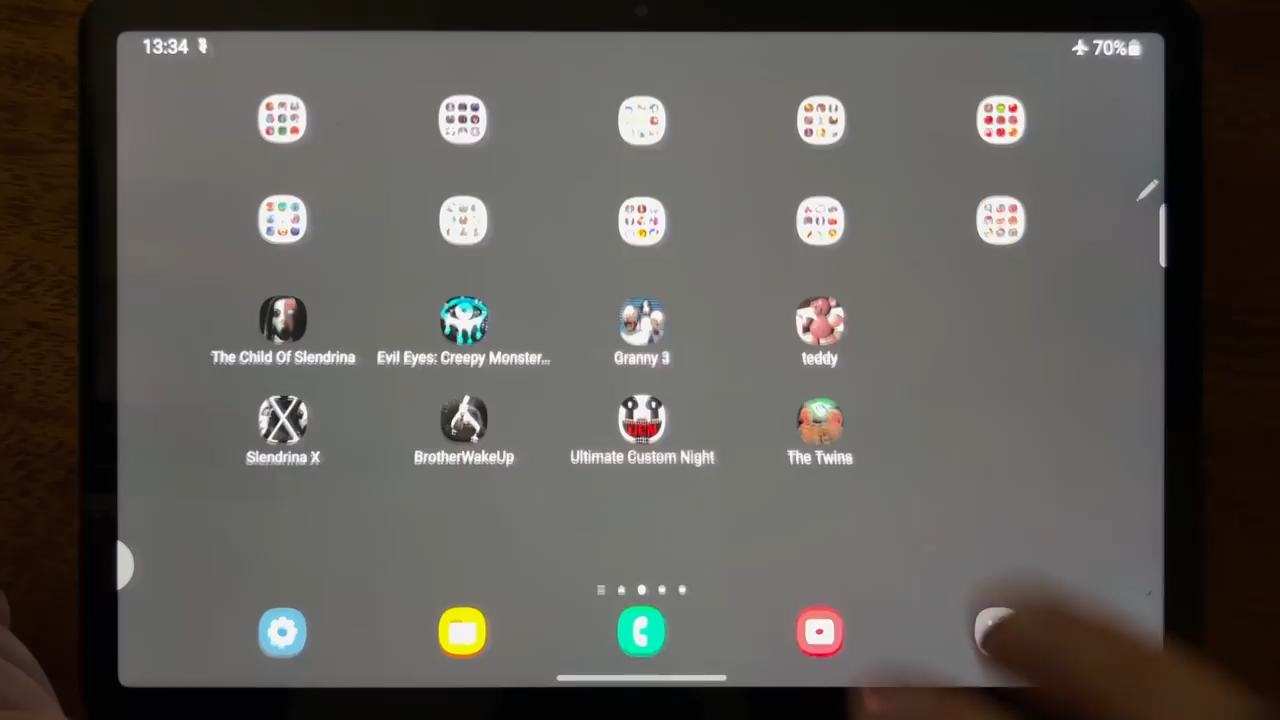 13:34
70%
The Child Of Slendrina
Evil Eyes: Creepy Monster...
Granny 3
teddy
Slendrina X
BrotherWakeUp
Ultimate Custom Night
The Twins